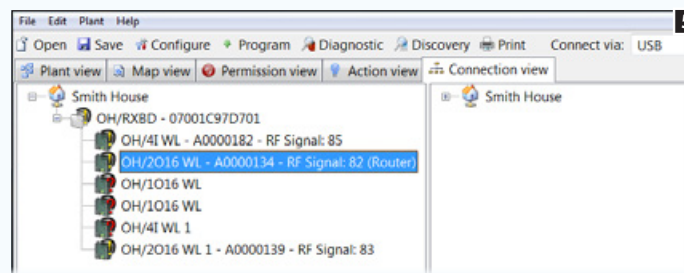 File Edit Plant Help
Open Save Configure Program Diagnostic Discovery Print Connect via: USB
Plant view Map view Permission view Action view Connection view
Smith House
OH/RXBD - 07001C97D701
OH/4I WL - A0000182 - RF Signal: 85
OH/2O16 WL - A0000134 - RF Signal: 82 (Router)
OH/1O16 WL
OH/1O16 WL
OH/4I WL 1
OH/2O16 WL 1 - A0000139 - RF Signal: 83
Smith House